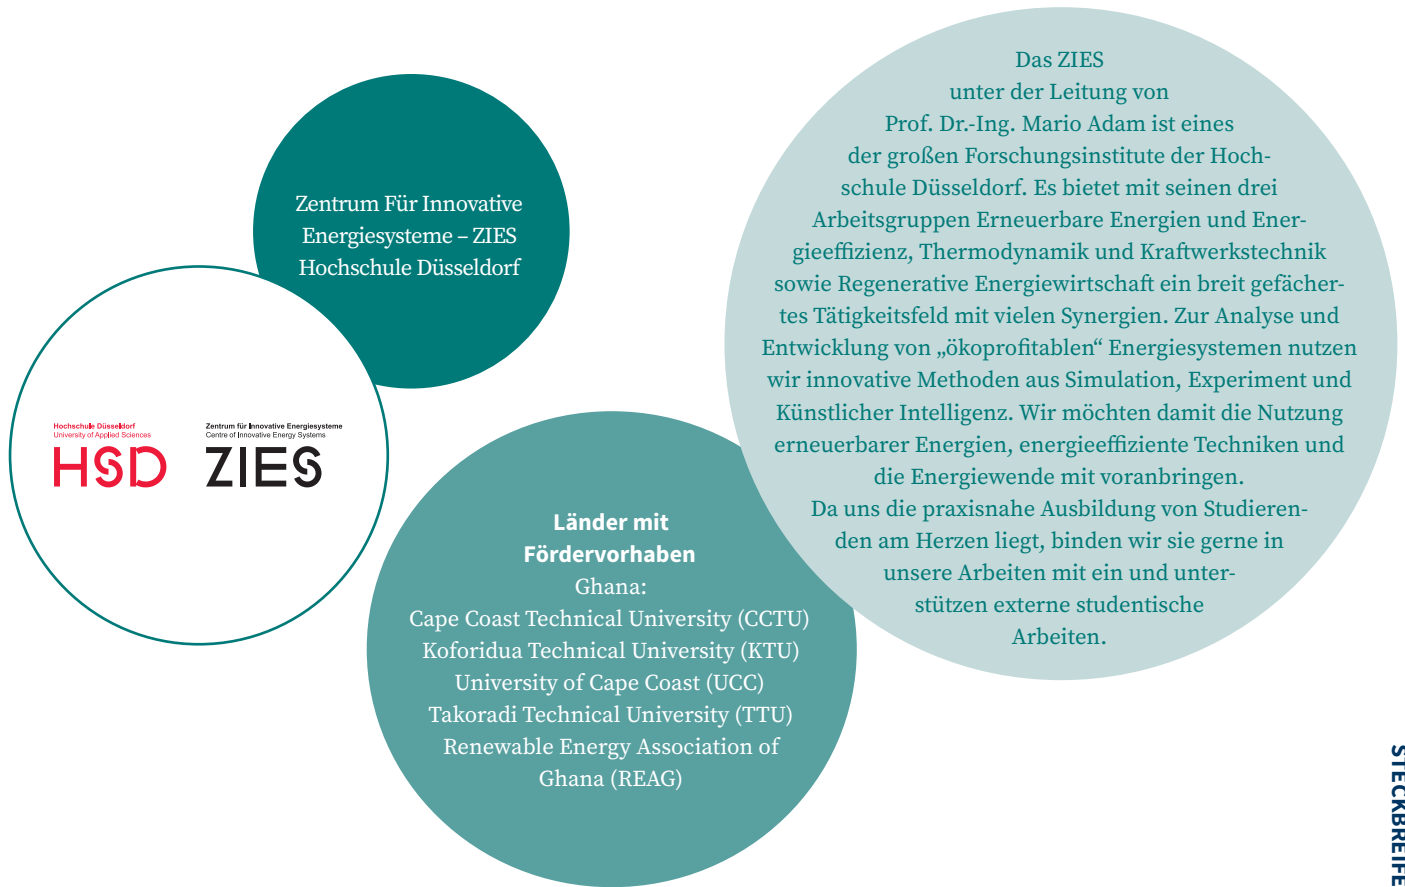 Zentrum Für Innovative
Energiesysteme – ZIES
Hochschule Düsseldorf
Hochschule Düsseldorf
University of Applied Sciences
HSD
Zentrum für Innovative Energiesysteme
Centre of Innovative Energy Systems
ZIES
Länder mit
Fördervorhaben
Ghana:
Cape Coast Technical University (CCTU)
Koforidua Technical University (KTU)
University of Cape Coast (UCC)
Takoradi Technical University (TTU)
Renewable Energy Association of
Ghana (REAG)
Das ZIES
unter der Leitung von
Prof. Dr.-Ing. Mario Adam ist eines
der großen Forschungsinstitute der Hoch-
schule Düsseldorf. Es bietet mit seinen drei
Arbeitsgruppen Erneuerbare Energien und Ener-
gieeffizienz, Thermodynamik und Kraftwerkstechnik
sowie Regenerative Energiewirtschaft ein breit gefächer-
tes Tätigkeitsfeld mit vielen Synergien. Zur Analyse und
Entwicklung von „ökoprofitablen“ Energiesystemen nutzen
wir innovative Methoden aus Simulation, Experiment und
Künstlicher Intelligenz. Wir möchten damit die Nutzung
erneuerbarer Energien, energieeffiziente Techniken und
die Energiewende mit voranbringen.
Da uns die praxisnahe Ausbildung von Studieren-
den am Herzen liegt, binden wir sie gerne in
unsere Arbeiten mit ein und unter-
stützen externe studentische
Arbeiten.
STECKBREIFE